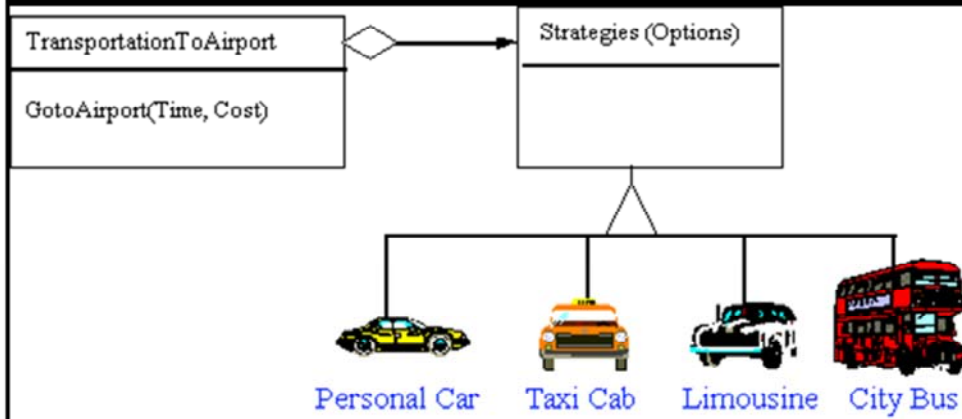 TransportationToAirport
Strategies (Options)
GotoAirport(Time, Cost)
Personal Car
Taxi Cab
Limousine
City Bus